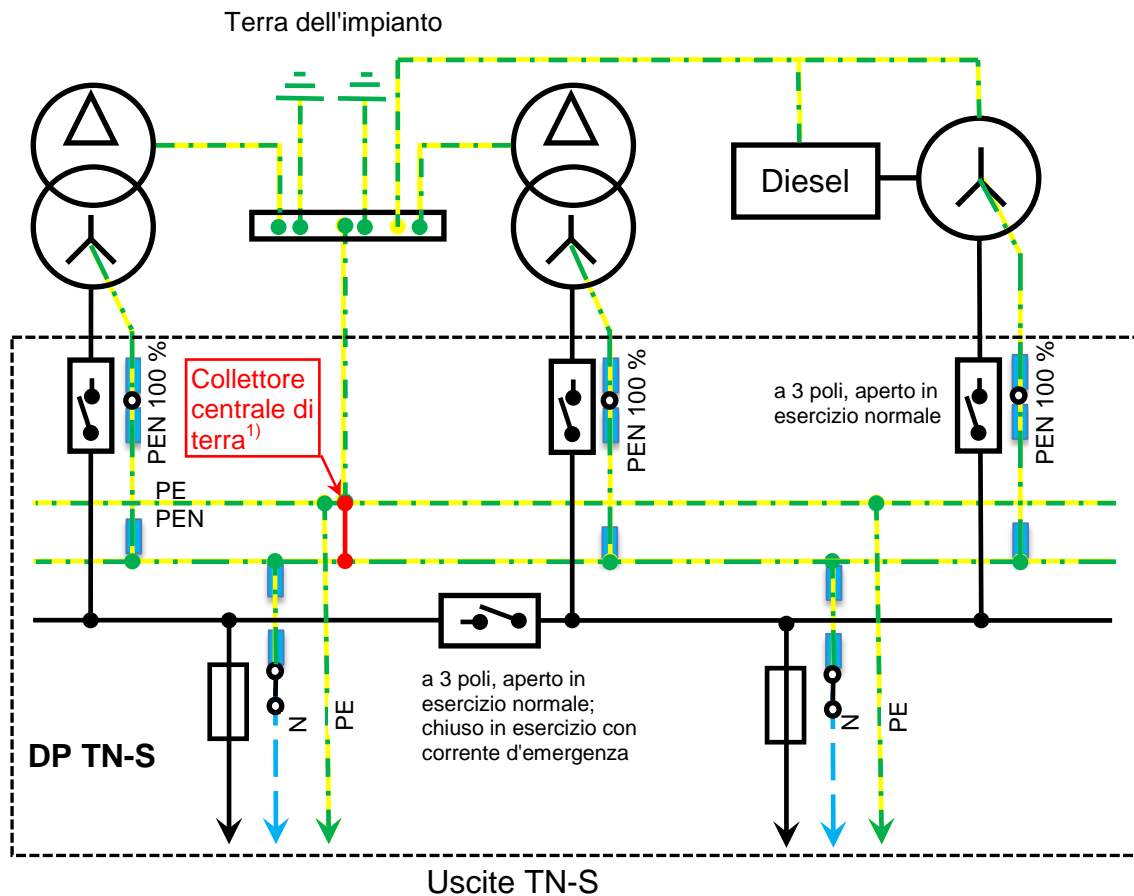 Terra dell'impianto
Diesel
Collettore
centrale di
terra1)
PEN 100 %
PEN 100 %
a 3 poli, aperto in
esercizio normale
PEN 100 %
PE
PEN
a 3 poli, aperto in
esercizio normale;
chiuso in esercizio con
corrente d'emergenza
N
PE
N
PE
DP TN-S
Uscite TN-S